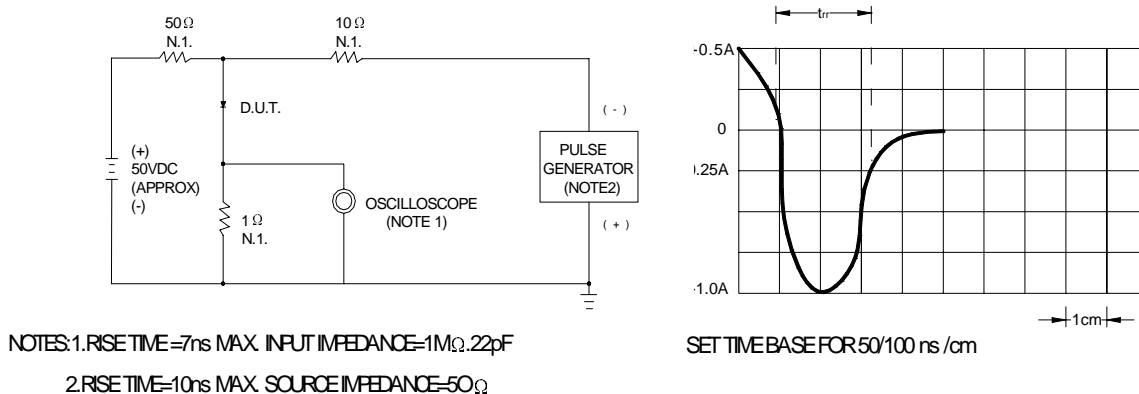 50Ω
N.1.
10Ω
N.1.
D.U.T.
(+)
50VDC
(APPROX)
(-)
1Ω
N.1.
OSCILLOSCOPE
(NOTE 1)
( - )
PULSE
GENERATOR
(NOTE2)
( + )
trr
+0.5A
0
0.25A
-1.0A
1cm
NOTES:1.RISE TIME=7ns MAX. INPUT IMPEDANCE=1MΩ.22pF
2.RISE TIME=10ns MAX. SOURCE IMPEDANCE=50Ω
SET TIME BASE FOR 50/100 ns /cm